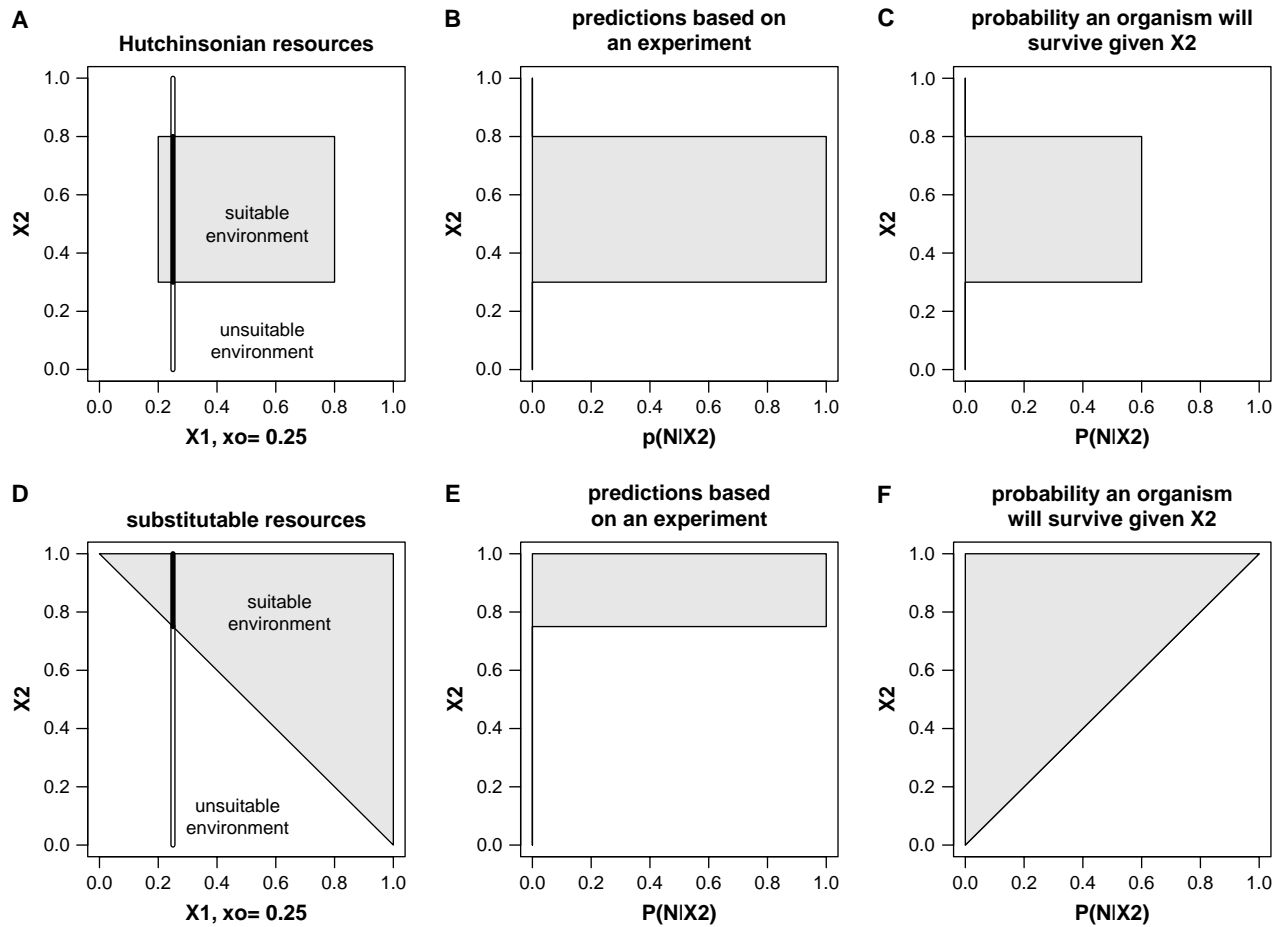 A
Hutchinsonian resources
1.0
0.8
0.6
0.4
0.2
0.0
X2
suitable
environment
unsuitable
environment
0.0 0.2 0.4 0.6 0.8 1.0
X1, xo= 0.25
B
predictions based on
an experiment
1.0
0.8
0.6
0.4
0.2
0.0
X2
0.0 0.2 0.4 0.6 0.8 1.0
p(N|X2)
C
probability an organism will
survive given X2
1.0
0.8
0.6
0.4
0.2
0.0
X2
0.0 0.2 0.4 0.6 0.8 1.0
P(N|X2)
D
substitutable resources
1.0
0.8
0.6
0.4
0.2
0.0
X2
suitable
environment
unsuitable
environment
0.0 0.2 0.4 0.6 0.8 1.0
X1, xo= 0.25
E
predictions based
on an experiment
1.0
0.8
0.6
0.4
0.2
0.0
X2
0.0 0.2 0.4 0.6 0.8 1.0
P(N|X2)
F
probability an organism
will survive given X2
1.0
0.8
0.6
0.4
0.2
0.0
X2
0.0 0.2 0.4 0.6 0.8 1.0
P(N|X2)